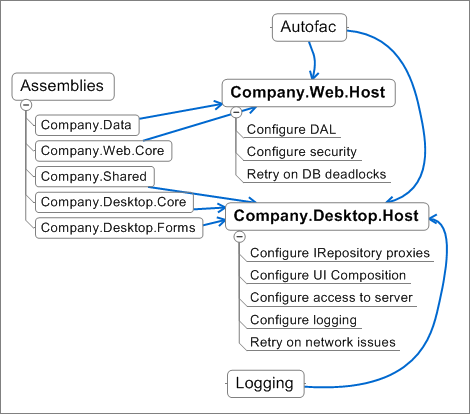 Autofac
Assemblies
Company.Data
Company.Web.Core
Company.Shared
Company.Desktop.Core
Company.Desktop.Forms
Company.Web.Host
Configure DAL
Configure security
Retry on DB deadlocks
Company.Desktop.Host
Configure IRepository proxies
Configure UI Composition
Configure access to server
Configure logging
Retry on network issues
Logging